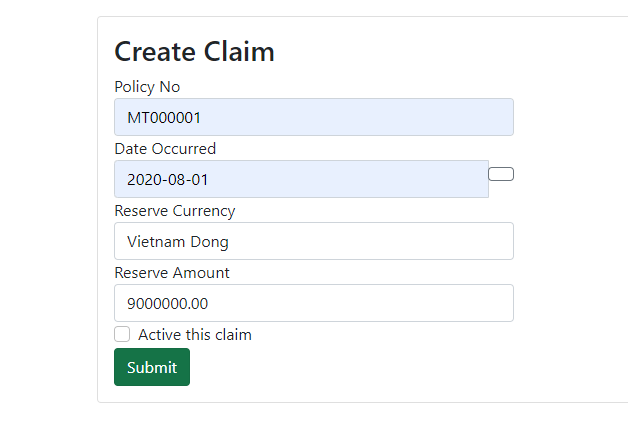 Create Claim
Policy No
MT000001
Date Occurred
2020-08-01
Reserve Currency
Vietnam Dong
Reserve Amount
9000000.00
Active this claim
Submit